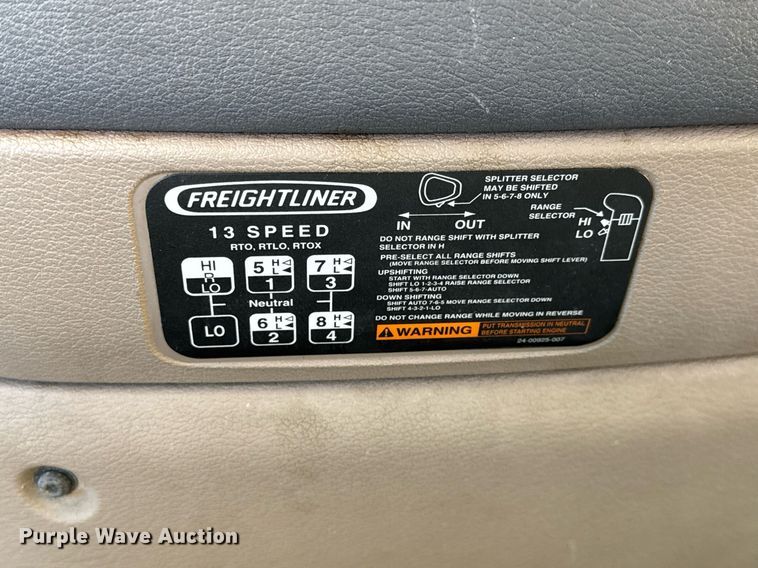 FREIGHTLINER
13 SPEED
RTO, RTLO, RTOX
HI
R
LO
5 H L
1
7 H L
3
Neutral
LO
6 H L
2
8 H L
4
SPLITTER SELECTOR
MAY BE SHIFTED
IN 5-6-7-8 ONLY
IN OUT
RANGE
SELECTOR
HI
LO
DO NOT RANGE SHIFT WITH SPLITTER
SELECTOR IN H
PRE-SELECT ALL RANGE SHIFTS
(MOVE RANGE SELECTOR BEFORE MOVING SHIFT LEVER)
UPSHIFTING
START WITH RANGE SELECTOR DOWN
SHIFT LO 1-2-3-4 RAISE RANGE SELECTOR
SHIFT 5-6-7-AUTO
DOWN SHIFTING
SHIFT AUTO 7-6-5 MOVE RANGE SELECTOR DOWN
SHIFT 4-3-2-1-LO
DO NOT CHANGE RANGE WHILE MOVING IN REVERSE
WARNING
PUT TRANSMISSION IN NEUTRAL
BEFORE STARTING ENGINE
24-00925-007
Purple Wave Auction